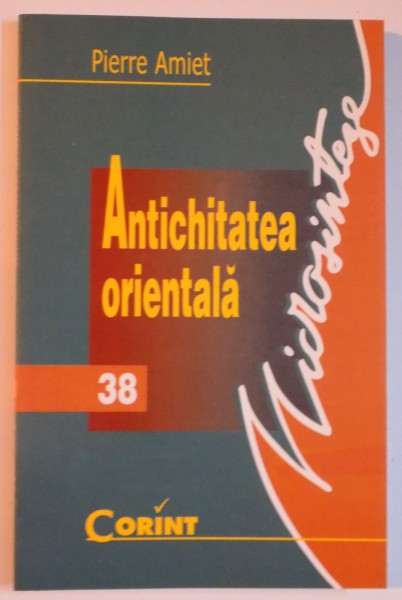 Pierre Amiet
Microsinteze
Antichitatea
orientală
38
CORINT